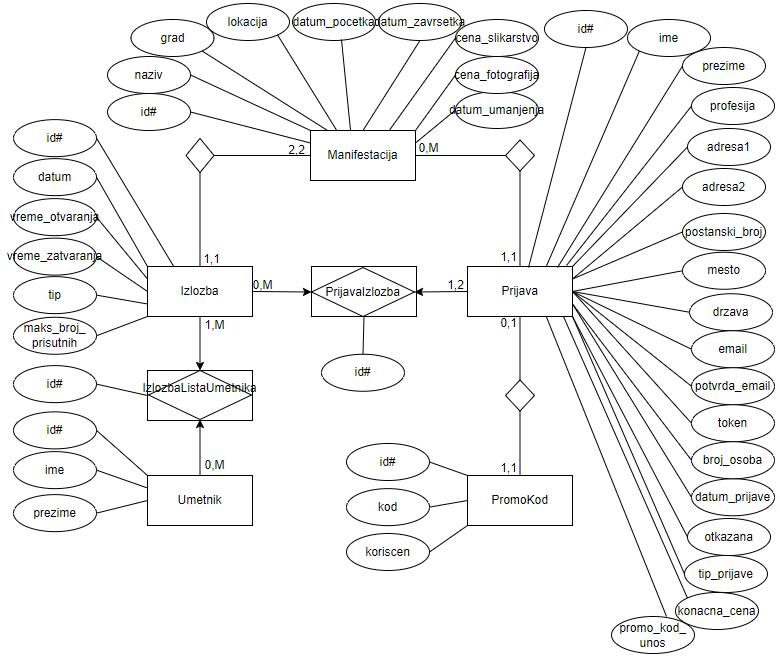 lokacija
datum_pocetka
datum_zavrsetka
id#
ime
grad
cena_slikarstvo
prezime
naziv
cena_fotografija
profesija
id#
datum_umanjenja
adresa1
id#
2,2
Manifestacija
0,M
datum
adresa2
vreme_otvaranja
postanski_broj
vreme_zatvaranja
1,1
1,1
mesto
tip
Izlozba
0,M
PrijavaIzlozba
1,2
Prijava
drzava
maks_broj_
prisutnih
1,M
0,1
email
id#
IzlozbaListaUmetnika
id#
potvrda_email
id#
token
ime
0,M
id#
1,1
broj_osoba
prezime
Umetnik
kod
PromoKod
datum_prijave
koriscen
otkazana
tip_prijave
konacna_cena
promo_kod_
unos